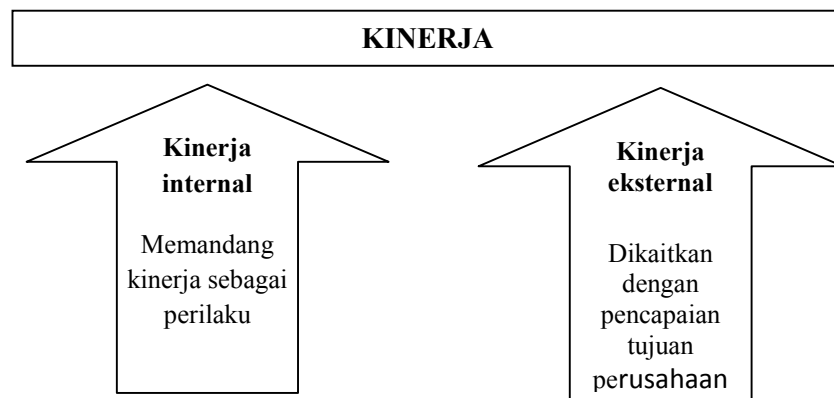 KINERJA
Kinerja
internal
Memandang
kinerja sebagai
perilaku
Kinerja
eksternal
Dikaitkan
dengan
pencapaian
tujuan
perusahaan